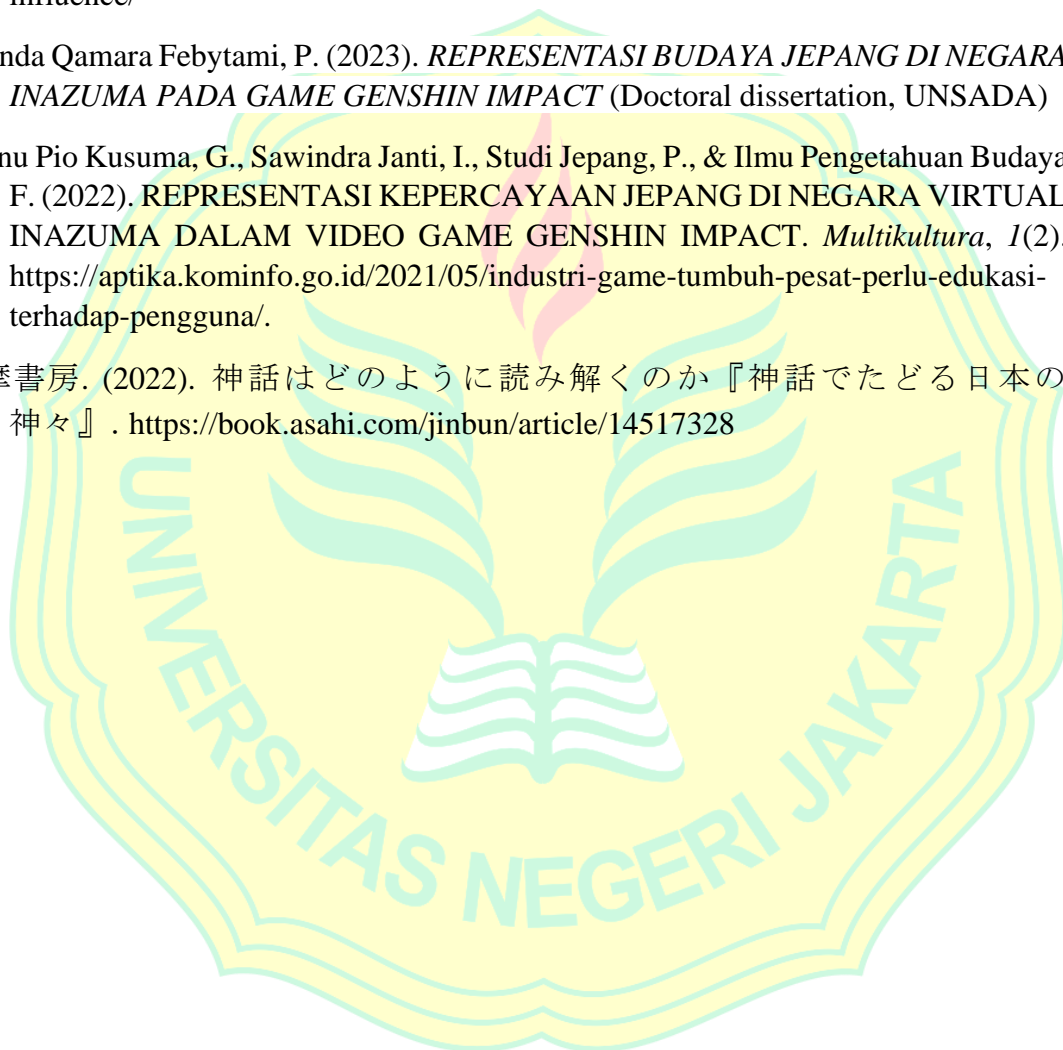 influence/
nda Qamara Febytami, P. (2023). REPRESENTASI BUDAYA JEPANG DI NEGARA
INAZUMA PADA GAME GENSHIN IMPACT (Doctoral dissertation, UNSADA)
nu Pio Kusuma, G., Sawindra Janti, I., Studi Jepang, P., & Ilmu Pengetahuan Budaya
F. (2022). REPRESENTASI KEPERCAYAAN JEPANG DI NEGARA VIRTUAL
INAZUMA DALAM VIDEO GAME GENSHIN IMPACT. Multikultura, 1(2).
https://aptika.kominfo.go.id/2021/05/industri-game-tumbuh-pesat-perlu-edukasi-
terhadap-pengguna/.
書房. (2022). 神話はどのように読み解くのか『神話でたどる日本の
神々』. https://book.asahi.com/jinbun/article/14517328
UNIVERSITAS NEGERI JAKARTA